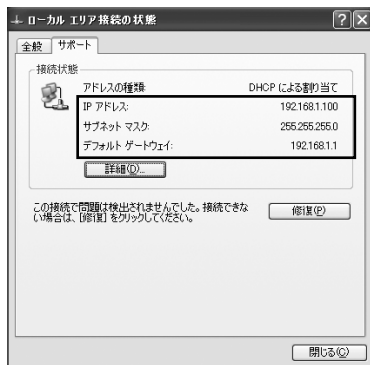 ローカル エリア接続の状態
全般 サポート
接続状態
アドレスの種類: DHCP による割り当て
IP アドレス: 192.168.1.100
サブネット マスク: 255.255.255.0
デフォルト ゲートウェイ: 192.168.1.1
詳細(D)...
この接続で問題は検出されませんでした。接続できな
い場合は、[修復] をクリックしてください。
修復(P)
閉じる(C)